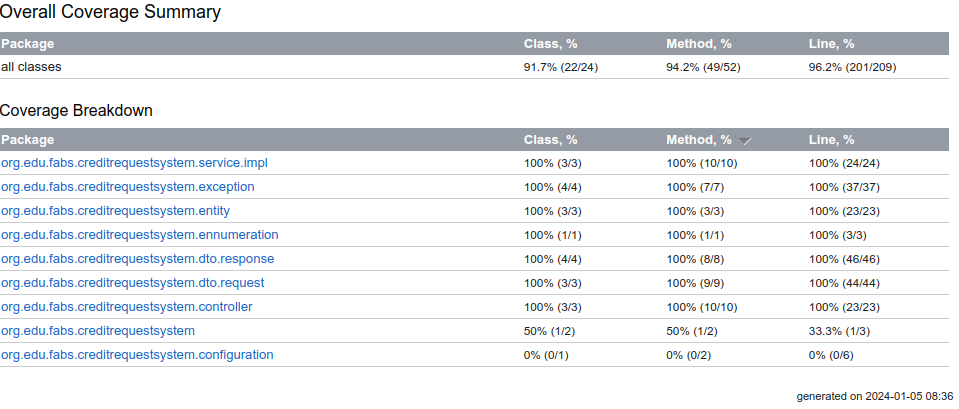 Overall Coverage Summary
Package Class, % Method, % Line, %
all classes 91.7% (22/24) 94.2% (49/52) 96.2% (201/209)
Coverage Breakdown
Package Class, % Method, % Line, %
org.edu.fabs.creditrequestsystem.service.impl 100% (3/3) 100% (10/10) 100% (24/24)
org.edu.fabs.creditrequestsystem.exception 100% (4/4) 100% (7/7) 100% (37/37)
org.edu.fabs.creditrequestsystem.entity 100% (3/3) 100% (3/3) 100% (23/23)
org.edu.fabs.creditrequestsystem.ennumeration 100% (1/1) 100% (1/1) 100% (3/3)
org.edu.fabs.creditrequestsystem.dto.response 100% (4/4) 100% (8/8) 100% (46/46)
org.edu.fabs.creditrequestsystem.dto.request 100% (3/3) 100% (9/9) 100% (44/44)
org.edu.fabs.creditrequestsystem.controller 100% (3/3) 100% (10/10) 100% (23/23)
org.edu.fabs.creditrequestsystem 50% (1/2) 50% (1/2) 33.3% (1/3)
org.edu.fabs.creditrequestsystem.configuration 0% (0/1) 0% (0/2) 0% (0/6)
generated on 2024-01-05 08:36